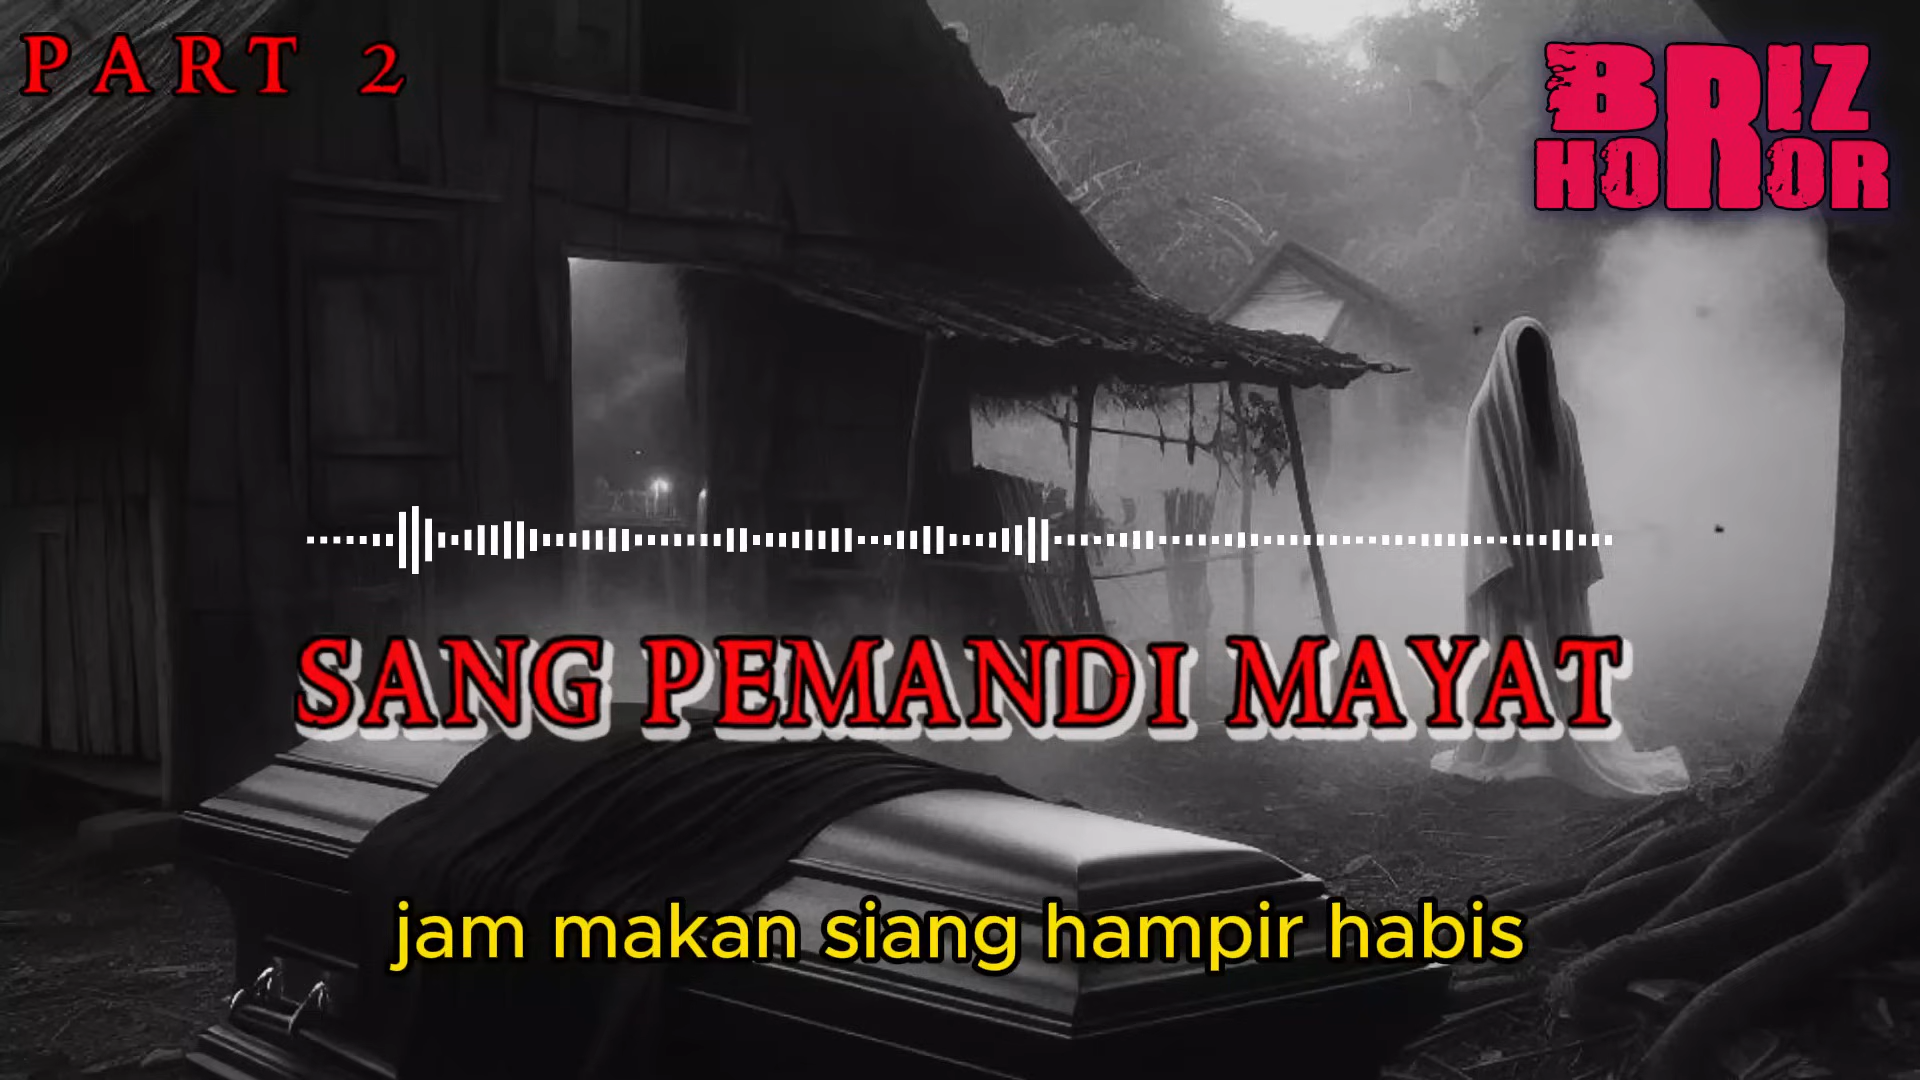 PART 2
BRIZ
HORROR
SANG PEMANDI MAYAT
jam makan siang hampir habis